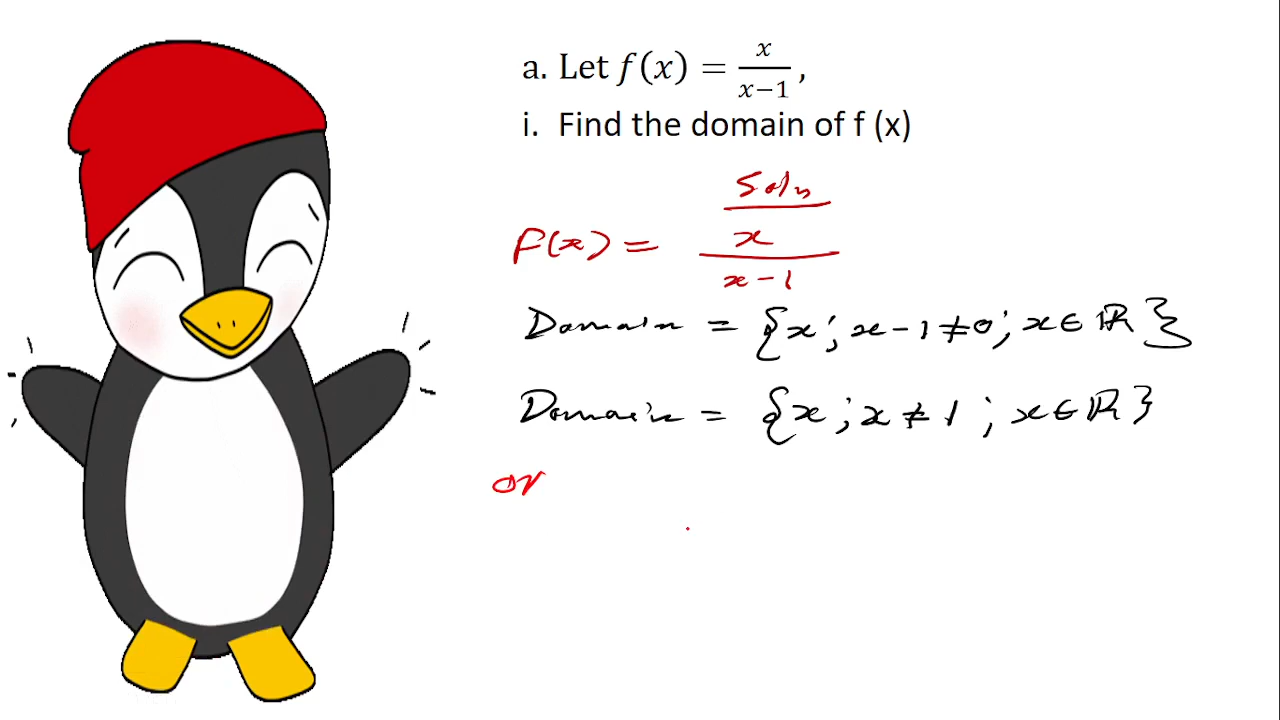 a. Let f(x) = x/(x−1),
i. Find the domain of f (x)
Soln
F(x) = x/(x-1)
Domain = {x; x-1≠0; x∈ℝ}
Domain = {x; x≠1; x∈ℝ}
or